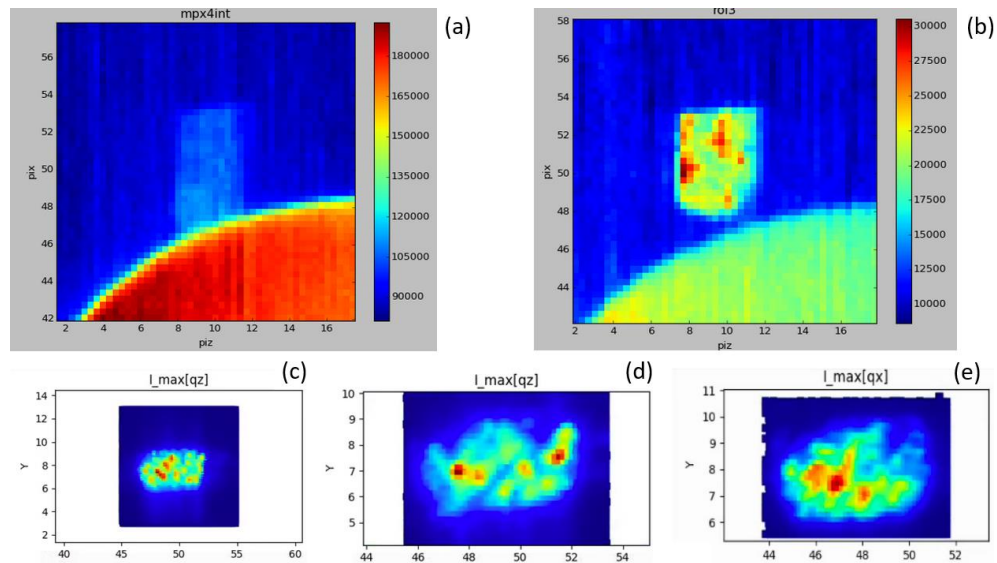 mpx4int
(a)
56
54
52
50
48
46
44
42
pix
2 4 6 8 10 12 14 16
piz
180000
165000
150000
135000
120000
105000
90000
roi3
(b)
58
56
54
52
50
48
46
44
pix
2 4 6 8 10 12 14 16
piz
30000
27500
25000
22500
20000
17500
15000
12500
10000
I_max[qz]
(c)
14
12
10
8
6
4
2
Y
40 45 50 55 60
I_max[qz]
(d)
10
9
8
7
6
5
4
Y
44 46 48 50 52 54
I_max[qx]
(e)
11
10
9
8
7
6
Y
44 46 48 50 52